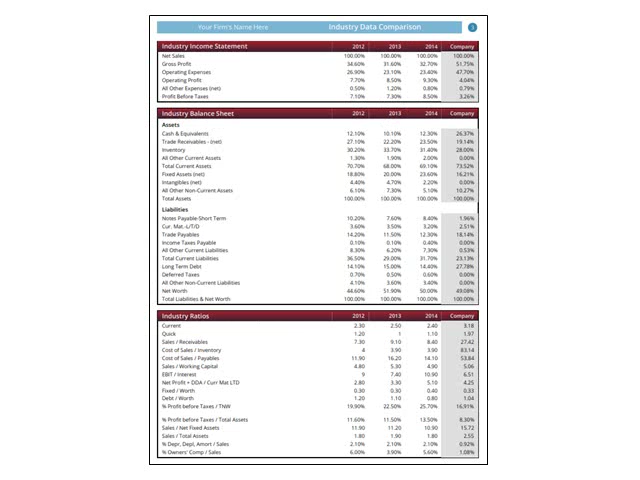 Your Firm's Name Here Industry Data Comparison 3
Industry Income Statement 2012 2013 2014 Company
Net Sales 100.00% 100.00% 100.00% 100.00%
Gross Profit 34.60% 31.60% 32.70% 51.75%
Operating Expenses 26.90% 23.10% 23.40% 47.70%
Operating Profit 7.70% 8.50% 9.30% 4.04%
All Other Expenses (net) 0.50% 1.20% 0.80% 0.79%
Profit Before Taxes 7.10% 7.30% 8.50% 3.26%
Industry Balance Sheet 2012 2013 2014 Company
Assets
Cash & Equivalents 12.10% 10.10% 12.30% 26.37%
Trade Receivables - (net) 27.10% 22.20% 23.50% 19.14%
Inventory 30.20% 33.70% 31.40% 28.00%
All Other Current Assets 1.30% 1.90% 2.00% 0.00%
Total Current Assets 70.70% 68.00% 69.10% 73.52%
Fixed Assets (net) 18.80% 20.00% 23.60% 16.21%
Intangibles (net) 4.40% 4.70% 2.20% 0.00%
All Other Non-Current Assets 6.10% 7.30% 5.10% 10.27%
Total Assets 100.00% 100.00% 100.00% 100.00%
Liabilities
Notes Payable-Short Term 10.20% 7.60% 8.40% 1.96%
Cur. Mat.-L/T/D 3.60% 3.50% 3.20% 2.51%
Trade Payables 14.20% 11.50% 12.30% 18.14%
Income Taxes Payable 0.10% 0.10% 0.40% 0.00%
All Other Current Liabilities 8.30% 6.20% 7.30% 0.53%
Total Current Liabilities 36.50% 29.00% 31.70% 23.13%
Long Term Debt 14.10% 15.00% 14.40% 27.78%
Deferred Taxes 0.70% 0.50% 0.60% 0.00%
All Other Non-Current Liabilities 4.10% 3.60% 3.40% 0.00%
Net Worth 44.60% 51.90% 50.00% 49.08%
Total Liabilities & Net Worth 100.00% 100.00% 100.00% 100.00%
Industry Ratios 2012 2013 2014 Company
Current 2.30 2.50 2.40 3.18
Quick 1.20 1 1.10 1.97
Sales / Receivables 7.30 9.10 8.40 27.42
Cost of Sales / Inventory 4 3.90 3.90 83.14
Cost of Sales / Payables 11.90 16.20 14.10 53.84
Sales / Working Capital 4.80 5.30 4.90 5.06
EBIT / Interest 9 7.40 10.90 6.51
Net Profit + DDA / Curr Mat LTD 2.80 3.30 5.10 4.25
Fixed / Worth 0.30 0.30 0.40 0.33
Debt / Worth 1.20 1.10 0.80 1.04
% Profit before Taxes / TNW 19.90% 22.50% 25.70% 16.91%
% Profit before Taxes / Total Assets 11.60% 11.50% 13.50% 8.30%
Sales / Net Fixed Assets 11.90 11.20 10.90 15.72
Sales / Total Assets 1.80 1.90 1.80 2.55
% Depr, Depl, Amort / Sales 2.10% 2.10% 2.10% 0.92%
% Owners' Comp / Sales 6.00% 3.90% 5.60% 1.08%